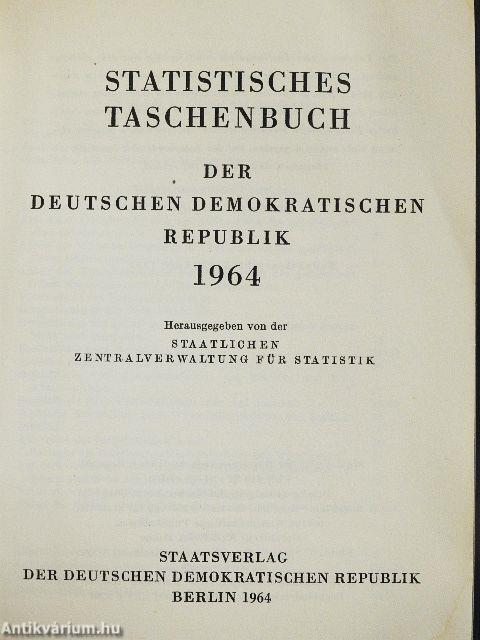 STATISTISCHES
TASCHENBUCH
DER
DEUTSCHEN DEMOKRATISCHEN
REPUBLIK
1964
Herausgegeben von der
STAATLICHEN
ZENTRALVERWALTUNG FÜR STATISTIK
STAATSVERLAG
DER DEUTSCHEN DEMOKRATISCHEN REPUBLIK
BERLIN 1964
Antikvárium.hu